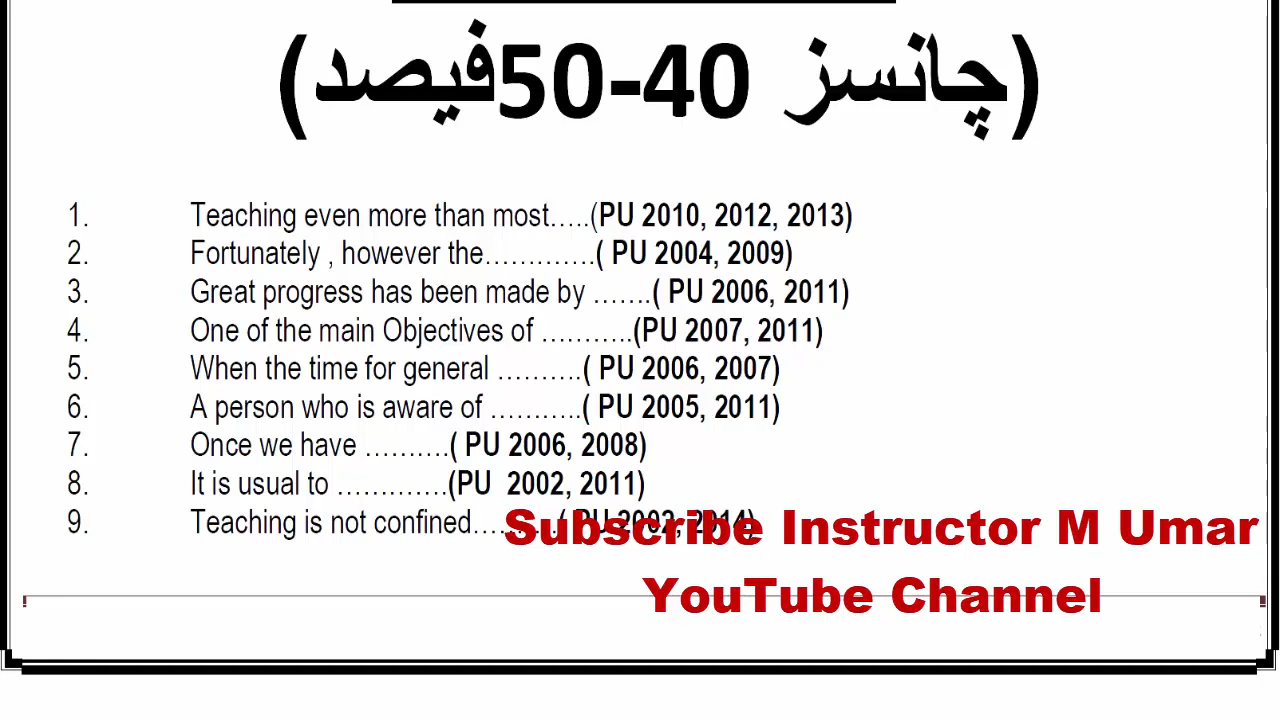 (چانسز 40-50فیصد)
1. Teaching even more than most…..(PU 2010, 2012, 2013)
2. Fortunately , however the………….( PU 2004, 2009)
3. Great progress has been made by …….( PU 2006, 2011)
4. One of the main Objectives of ………..(PU 2007, 2011)
5. When the time for general ……….( PU 2006, 2007)
6. A person who is aware of ………..( PU 2005, 2011)
7. Once we have ……….( PU 2006, 2008)
8. It is usual to ………….(PU 2002, 2011)
9. Teaching is not confined……….( PU 2002, 2014)
Subscribe Instructor M Umar
YouTube Channel